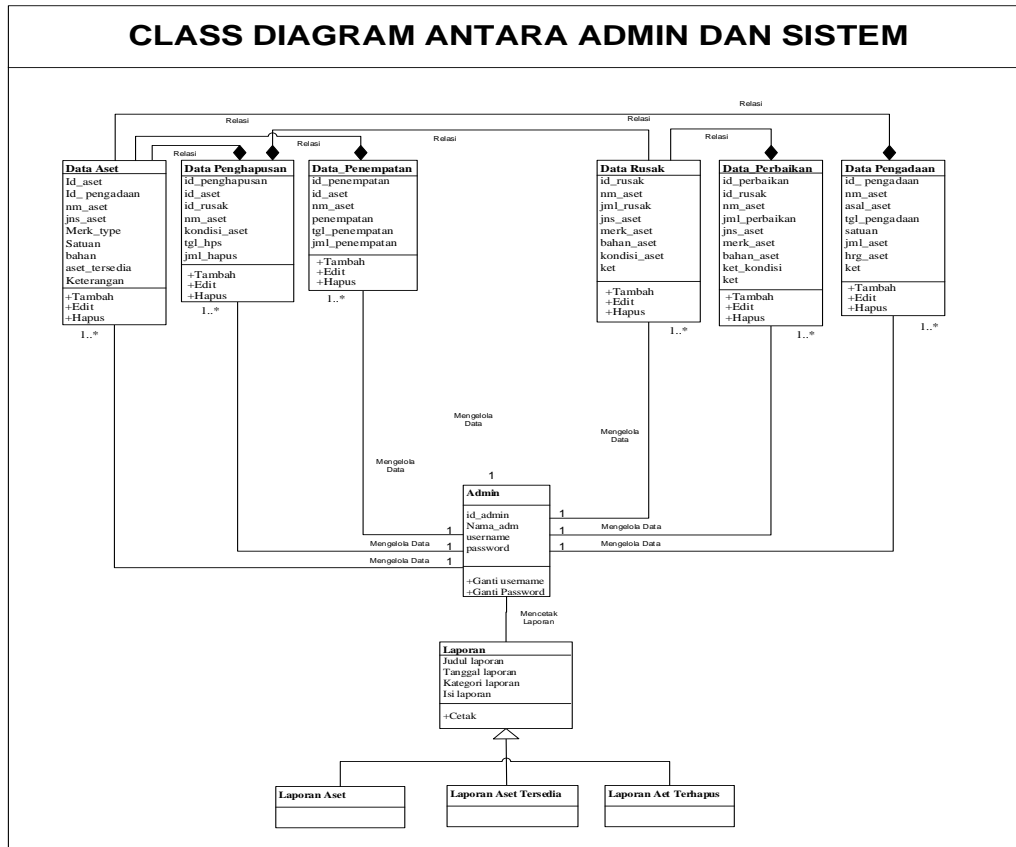 CLASS DIAGRAM ANTARA ADMIN DAN SISTEM
Relasi
Relasi
Relasi
Relasi
Relasi
Relasi
Relasi
Data Aset
Id_aset
Id_ pengadaan
nm_aset
jns_aset
Merk_type
Satuan
bahan
aset_tersedia
Keterangan
+Tambah
+Edit
+Hapus
1..*
Data Penghapusan
id_penghapusan
id_aset
id_rusak
nm_aset
kondisi_aset
tgl_hps
jml_hapus
+Tambah
+Edit
+Hapus
1..*
Data_Penempatan
id_penempatan
id_aset
nm_aset
penempatan
tgl_penempatan
jml_penempatan
+Tambah
+Edit
+Hapus
1..*
Data Rusak
id_rusak
nm_aset
jml_rusak
jns_aset
merk_aset
bahan_aset
kondisi_aset
ket
+Tambah
+Edit
+Hapus
1..*
Data_Perbaikan
id_perbaikan
id_rusak
nm_aset
jml_perbaikan
jns_aset
merk_aset
bahan_aset
ket_kondisi
ket
+Tambah
+Edit
+Hapus
1..*
Data Pengadaan
id_ pengadaan
nm_aset
asal_aset
tgl_pengadaan
satuan
jml_aset
hrg_aset
ket
+Tambah
+Edit
+Hapus
1..*
Mengelola
Data
Mengelola
Data
Mengelola
Data
1
Admin
id_admin
Nama_adm
username
password
+Ganti username
+Ganti Password
1
1
1
1
1
1
Mengelola Data
Mengelola Data
Mengelola Data
Mengelola Data
Mencetak
Laporan
Laporan
Judul laporan
Tanggal laporan
Kategori laporan
Isi laporan
+Cetak
Laporan Aset
Laporan Aset Tersedia
Laporan Aet Terhapus